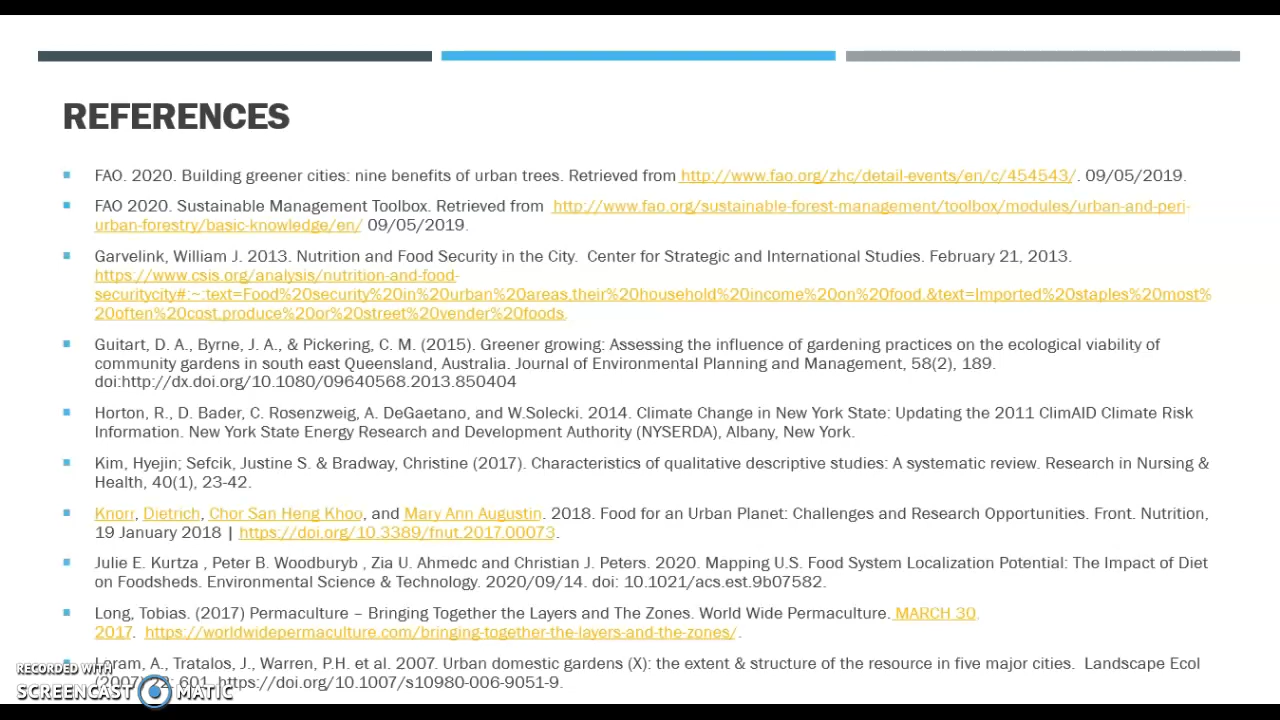 REFERENCES
FAO. 2020. Building greener cities: nine benefits of urban trees. Retrieved from http://www.fao.org/zhc/detail-events/en/c/454543/. 09/05/2019.
FAO 2020. Sustainable Management Toolbox. Retrieved from http://www.fao.org/sustainable-forest-management/toolbox/modules/urban-and-peri-
urban-forestry/basic-knowledge/en/ 09/05/2019.
Garvelink, William J. 2013. Nutrition and Food Security in the City. Center for Strategic and International Studies. February 21, 2013.
https://www.csis.org/analysis/nutrition-and-food-
securitycity#:~:text=Food%20security%20in%20urban%20areas,their%20household%20income%20on%20food.&text=Imported%20staples%20most%
20often%20cost,produce%20or%20street%20vender%20foods.
Guitart, D. A., Byrne, J. A., & Pickering, C. M. (2015). Greener growing: Assessing the influence of gardening practices on the ecological viability of
community gardens in south east Queensland, Australia. Journal of Environmental Planning and Management, 58(2), 189.
doi:http://dx.doi.org/10.1080/09640568.2013.850404
Horton, R., D. Bader, C. Rosenzweig, A. DeGaetano, and W.Solecki. 2014. Climate Change in New York State: Updating the 2011 ClimAID Climate Risk
Information. New York State Energy Research and Development Authority (NYSERDA), Albany, New York.
Kim, Hyejin; Sefcik, Justine S. & Bradway, Christine (2017). Characteristics of qualitative descriptive studies: A systematic review. Research in Nursing &
Health, 40(1), 23-42.
Knorr, Dietrich, Chor San Heng Khoo, and Mary Ann Augustin. 2018. Food for an Urban Planet: Challenges and Research Opportunities. Front. Nutrition,
19 January 2018 | https://doi.org/10.3389/fnut.2017.00073.
Julie E. Kurtza , Peter B. Woodburyb , Zia U. Ahmedc and Christian J. Peters. 2020. Mapping U.S. Food System Localization Potential: The Impact of Diet
on Foodsheds. Environmental Science & Technology. 2020/09/14. doi: 10.1021/acs.est.9b07582.
Long, Tobias. (2017) Permaculture – Bringing Together the Layers and The Zones. World Wide Permaculture. MARCH 30,
2017. https://worldwidepermaculture.com/bringing-together-the-layers-and-the-zones/.
A., Tratalos, J., Warren, P.H. et al. 2007. Urban domestic gardens (X): the extent & structure of the resource in five major cities. Landscape Ecol
(2007) 22: 601. https://doi.org/10.1007/s10980-006-9051-9.
RECORDED WITH
SCREENCAST MATIC